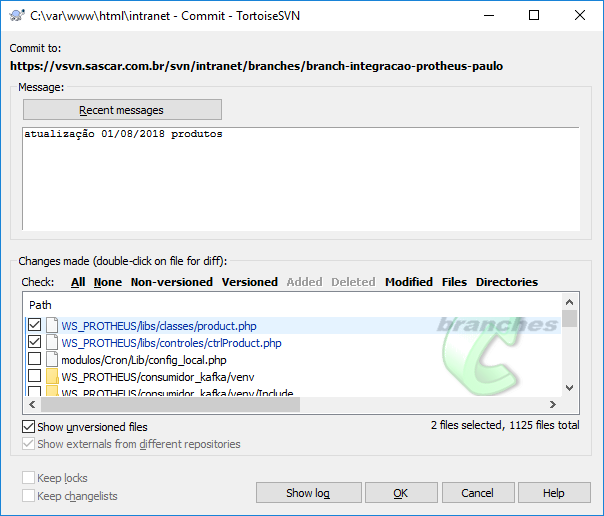 C:\var\www\html\intranet - Commit - TortoiseSVN
Commit to:
https://vsvn.sascar.com.br/svn/intranet/branches/branch-integracao-protheus-paulo
Message:
Recent messages
atualização 01/08/2018 produtos
Changes made (double-click on file for diff):
Check: All None Non-versioned Versioned Added Deleted Modified Files Directories
Path
WS_PROTHEUS/libs/classes/product.php
WS_PROTHEUS/libs/controles/ctrlProduct.php
modulos/Cron/Lib/config_local.php
WS_PROTHEUS/consumidor_kafka/venv
WS_PROTHEUS/consumidor_kafka/venv/Include
branches
C
Show unversioned files
2 files selected, 1125 files total
Show externals from different repositories
Keep locks
Keep changelists
Show log
OK
Cancel
Help